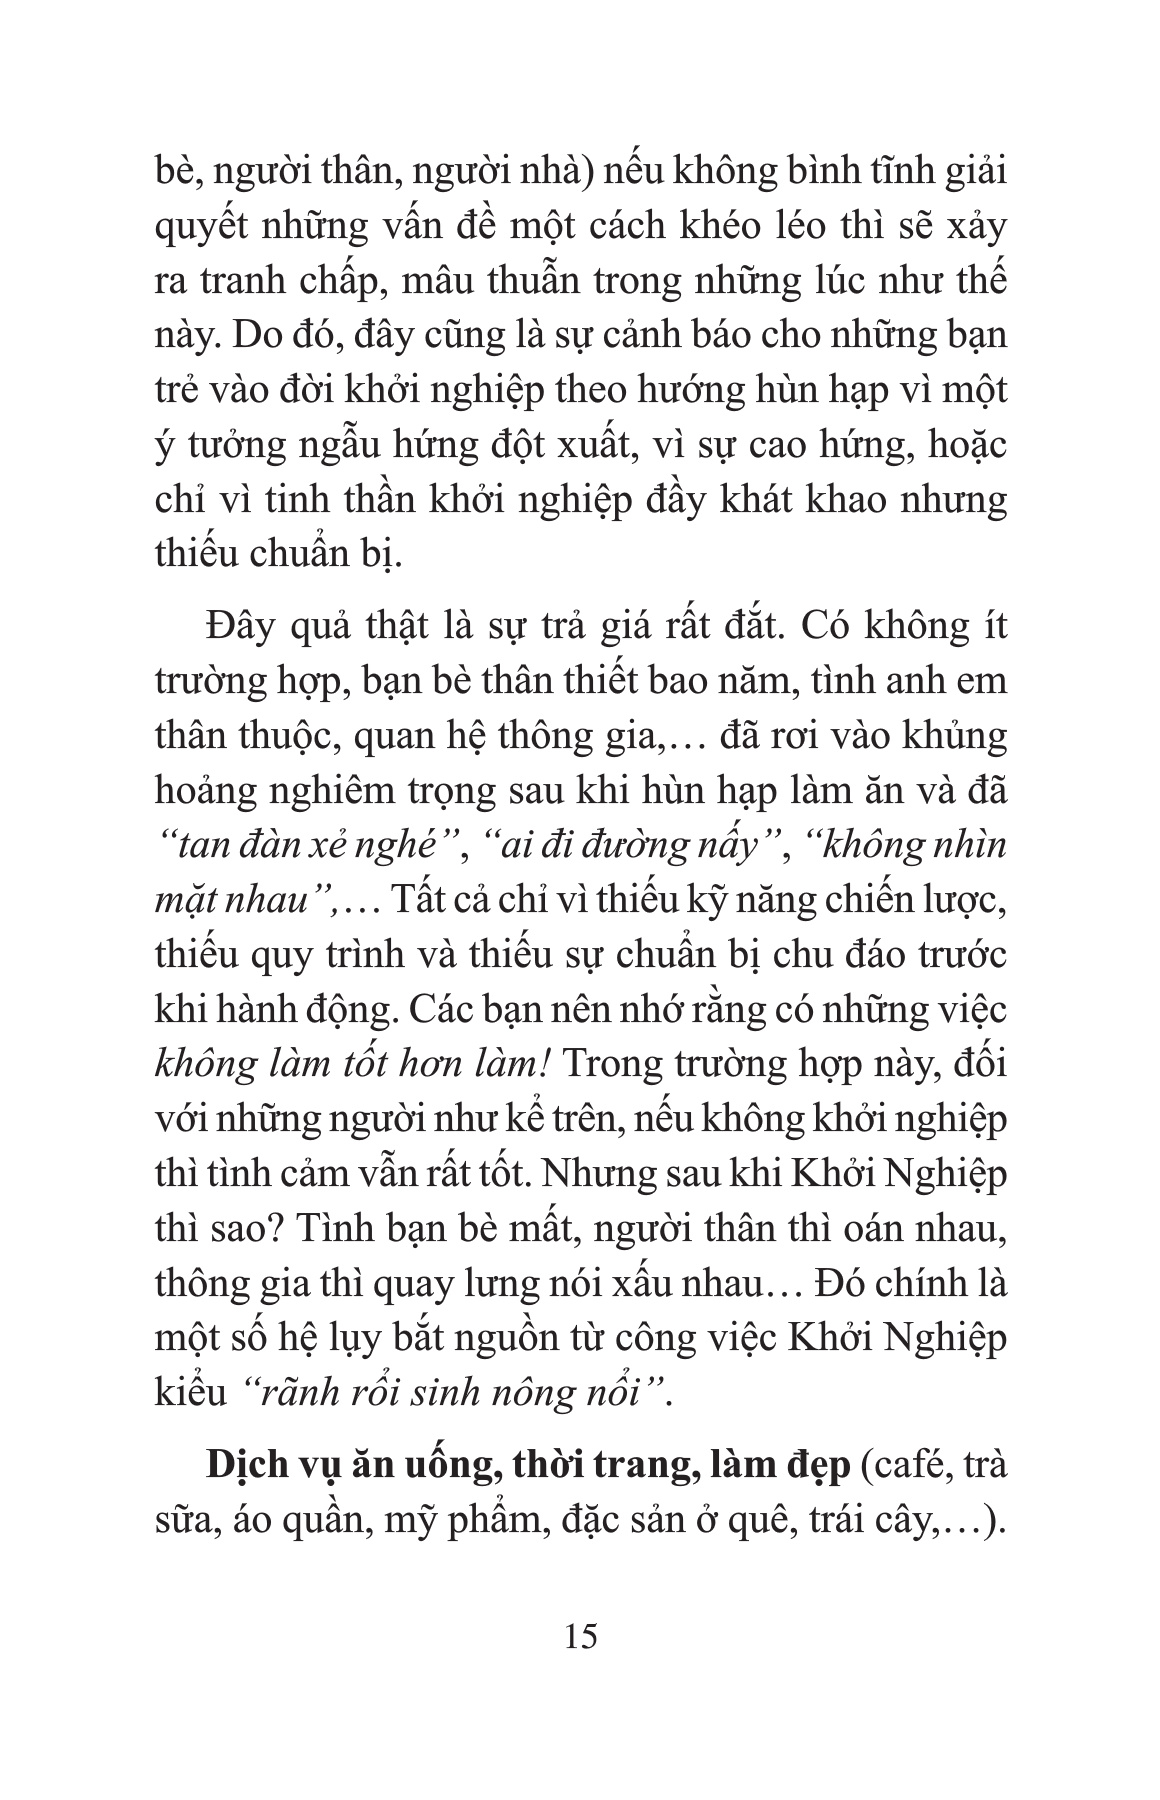 bè, người thân, người nhà) nếu không bình tĩnh giải
quyết những vấn đề một cách khéo léo thì sẽ xảy
ra tranh chấp, mâu thuẫn trong những lúc như thế
này. Do đó, đây cũng là sự cảnh báo cho những bạn
trẻ vào đời khởi nghiệp theo hướng hùn hạp vì một
ý tưởng ngẫu hứng đột xuất, vì sự cao hứng, hoặc
chỉ vì tinh thần khởi nghiệp đầy khát khao nhưng
thiếu chuẩn bị.
Đây quả thật là sự trả giá rất đắt. Có không ít
trường hợp, bạn bè thân thiết bao năm, tình anh em
thân thuộc, quan hệ thông gia,… đã rơi vào khủng
hoảng nghiêm trọng sau khi hùn hạp làm ăn và đã
“tan đàn xẻ nghé”, “ai đi đường nấy”, “không nhìn
mặt nhau”,… Tất cả chỉ vì thiếu kỹ năng chiến lược,
thiếu quy trình và thiếu sự chuẩn bị chu đáo trước
khi hành động. Các bạn nên nhớ rằng có những việc
không làm tốt hơn làm! Trong trường hợp này, đối
với những người như kể trên, nếu không khởi nghiệp
thì tình cảm vẫn rất tốt. Nhưng sau khi Khởi Nghiệp
thì sao? Tình bạn bè mất, người thân thì oán nhau,
thông gia thì quay lưng nói xấu nhau… Đó chính là
một số hệ lụy bắt nguồn từ công việc Khởi Nghiệp
kiểu “rãnh rổi sinh nông nổi”.
Dịch vụ ăn uống, thời trang, làm đẹp (café, trà
sữa, áo quần, mỹ phẩm, đặc sản ở quê, trái cây,…).
15